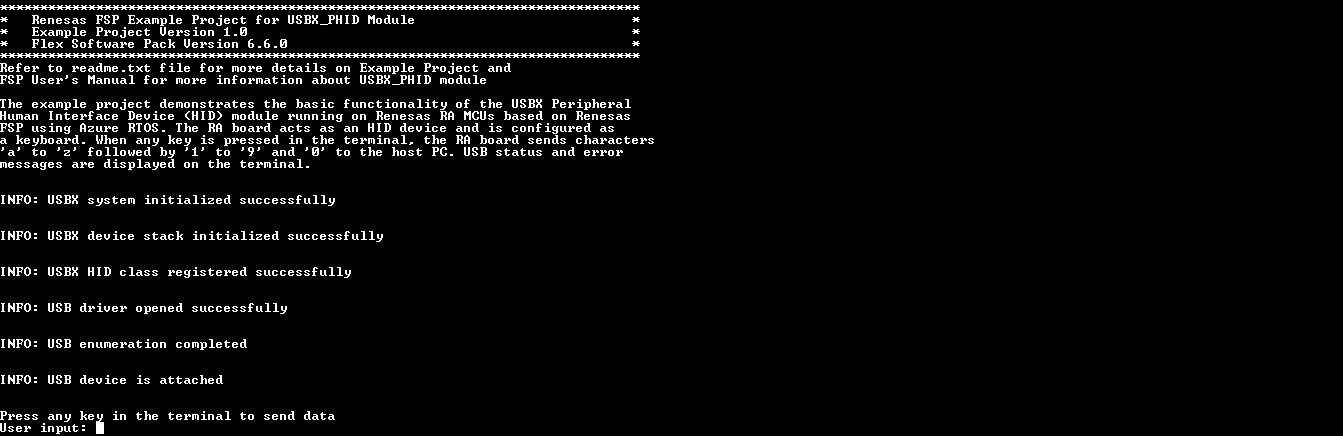 ********************************************************************************
*   Renesas FSP Example Project for USBX_PHID Module                           *
*   Example Project Version 1.0                                                *
*   Flex Software Pack Version 6.6.0                                           *
********************************************************************************
Refer to readme.txt file for more details on Example Project and
FSP User's Manual for more information about USBX_PHID module
The example project demonstrates the basic functionality of the USBX Peripheral
Human Interface Device (HID) module running on Renesas RA MCUs based on Renesas
FSP using Azure RTOS. The RA board acts as an HID device and is configured as
a keyboard. When any key is pressed in the terminal, the RA board sends characters
'a' to 'z' followed by '1' to '9' and '0' to the host PC. USB status and error
messages are displayed on the terminal.
INFO: USBX system initialized successfully
INFO: USBX device stack initialized successfully
INFO: USBX HID class registered successfully
INFO: USB driver opened successfully
INFO: USB enumeration completed
INFO: USB device is attached
Press any key in the terminal to send data
User input: